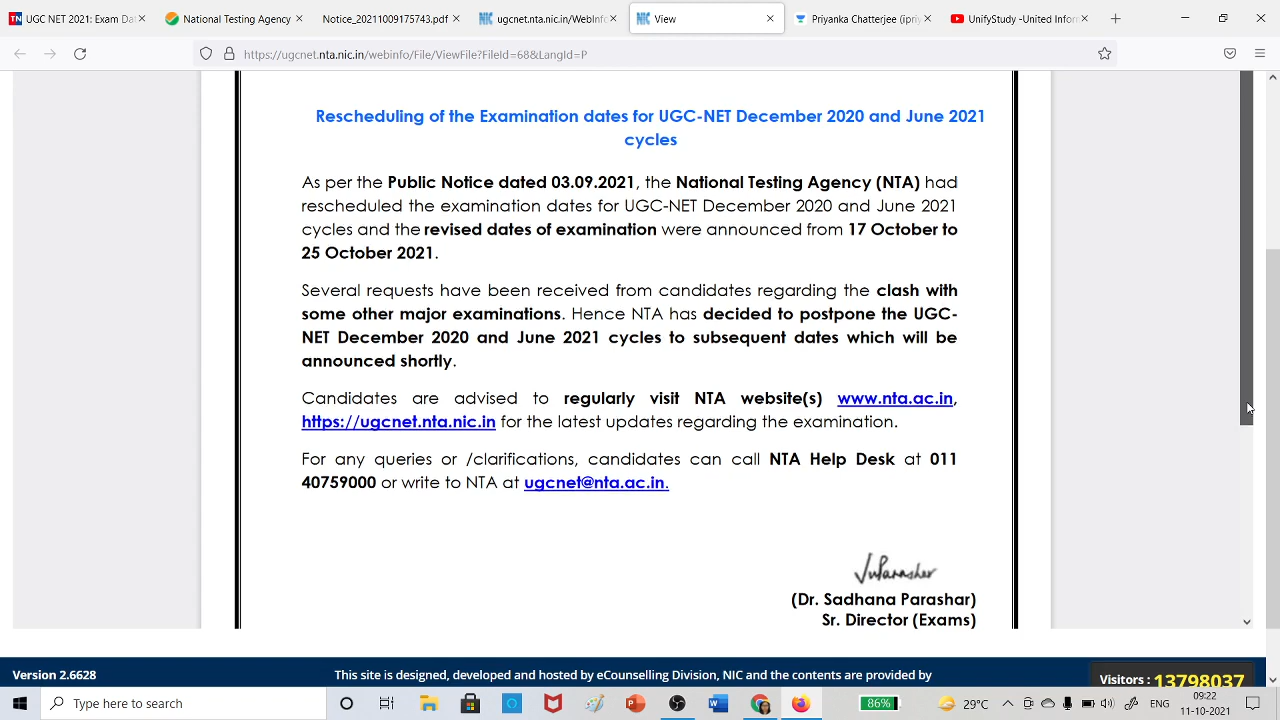 UGC NET 2021: Exam Dat
National Testing Agency
Notice_20211009175743.pdf
NIC ugcnet.nta.nic.in/WebInfo
NIC View
Priyanka Chatterjee (ipriy
UnifyStudy -United Infor
https://ugcnet.nta.nic.in/webinfo/File/ViewFile?FileId=68&LangId=P
Rescheduling of the Examination dates for UGC-NET December 2020 and June 2021
cycles
As per the Public Notice dated 03.09.2021, the National Testing Agency (NTA) had
rescheduled the examination dates for UGC-NET December 2020 and June 2021
cycles and the revised dates of examination were announced from 17 October to
25 October 2021.
Several requests have been received from candidates regarding the clash with
some other major examinations. Hence NTA has decided to postpone the UGC-
NET December 2020 and June 2021 cycles to subsequent dates which will be
announced shortly.
Candidates are advised to regularly visit NTA website(s) www.nta.ac.in,
https://ugcnet.nta.nic.in for the latest updates regarding the examination.
For any queries or /clarifications, candidates can call NTA Help Desk at 011
40759000 or write to NTA at ugcnet@nta.ac.in.
(Dr. Sadhana Parashar)
Sr. Director (Exams)
Version 2.6628
This site is designed, developed and hosted by eCounselling Division, NIC and the contents are provided by
Visitors : 13798037
Type here to search
86%
29°C
ENG
09:22
11-10-2021